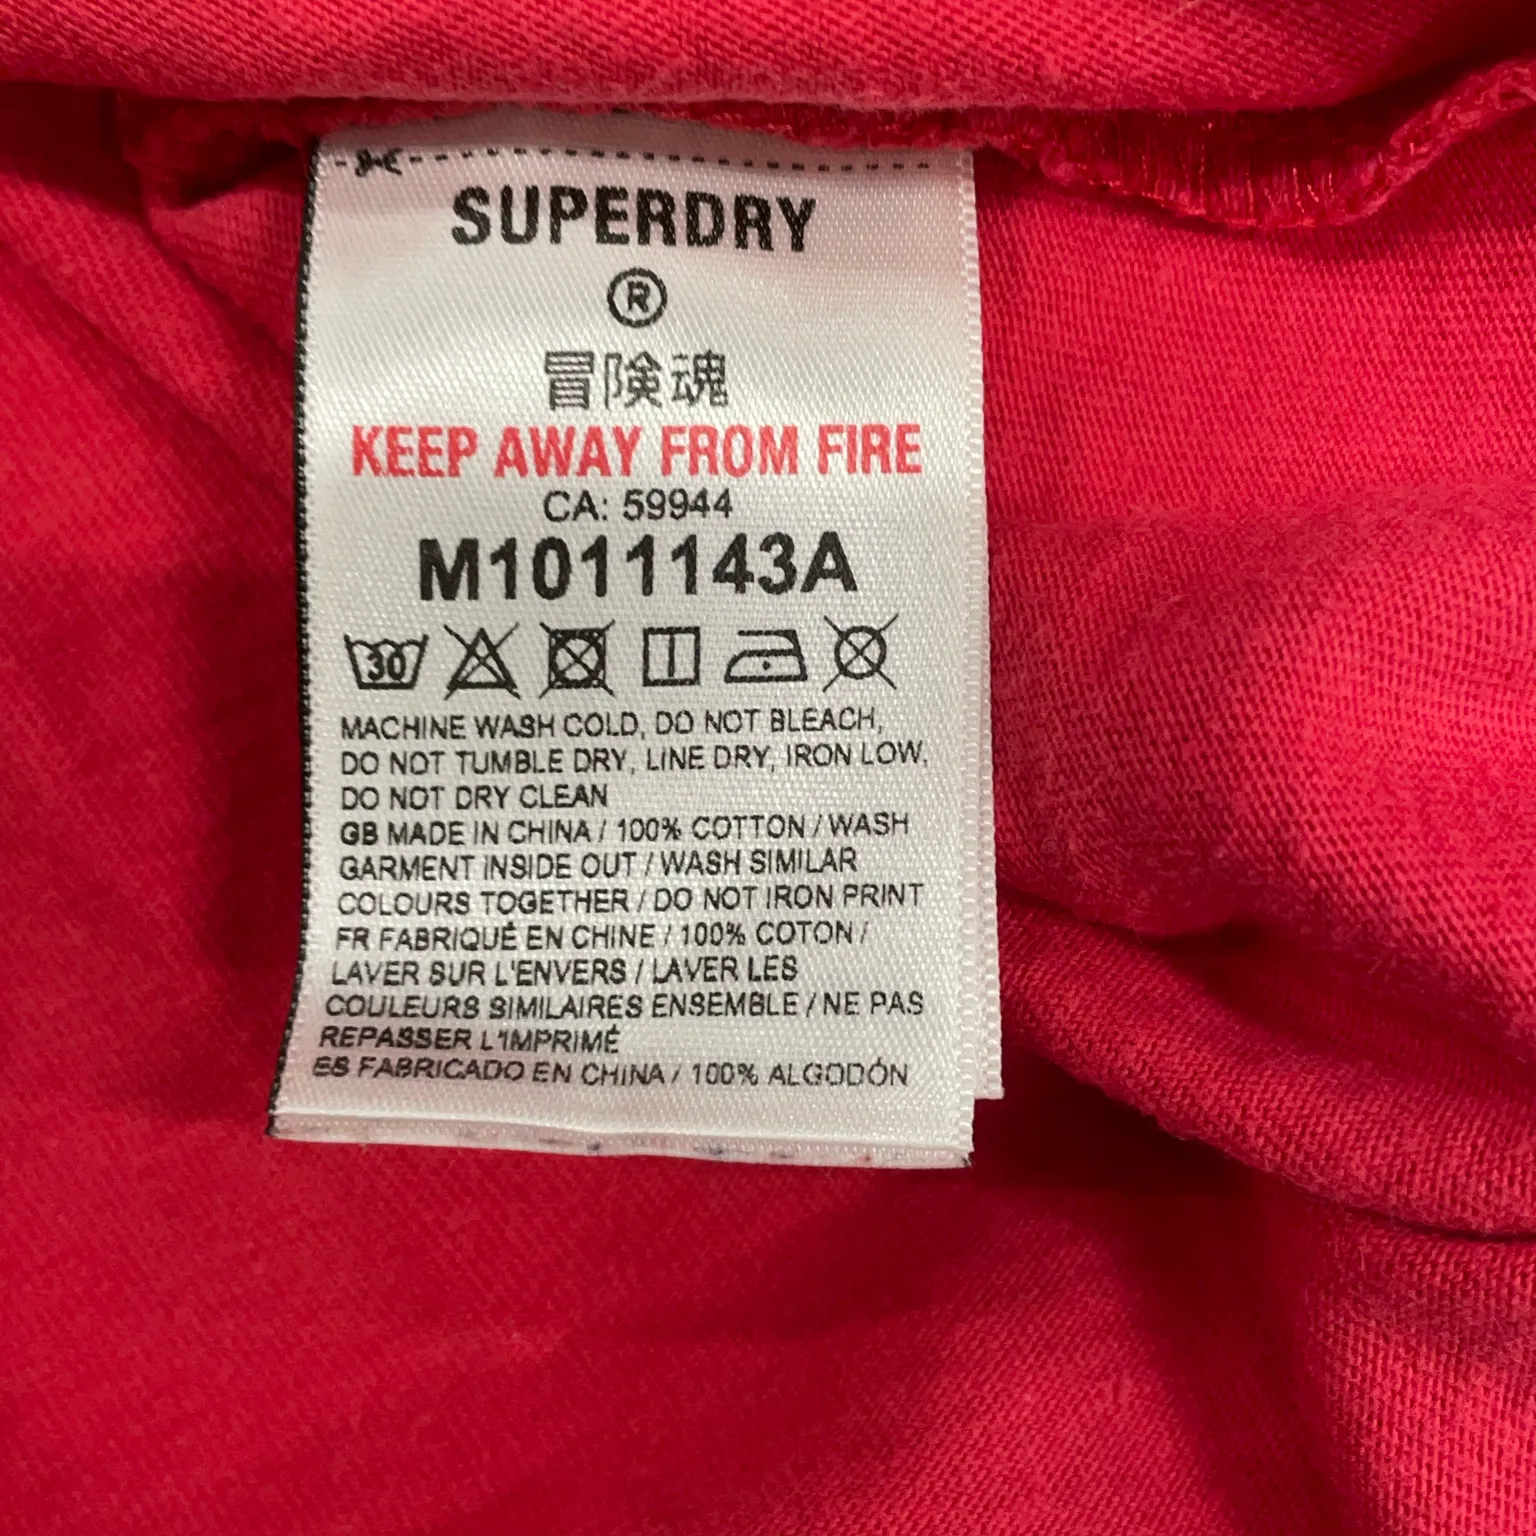 SUPERDRY
®
冒険魂
KEEP AWAY FROM FIRE
CA: 59944
M1011143A
30
MACHINE WASH COLD, DO NOT BLEACH,
DO NOT TUMBLE DRY, LINE DRY, IRON LOW,
DO NOT DRY CLEAN
GB MADE IN CHINA / 100% COTTON / WASH
GARMENT INSIDE OUT / WASH SIMILAR
COLOURS TOGETHER / DO NOT IRON PRINT
FR FABRIQUÉ EN CHINE / 100% COTON /
LAVER SUR L'ENVERS / LAVER LES
COULEURS SIMILAIRES ENSEMBLE / NE PAS
REPASSER L'IMPRIMÉ
ES FABRICADO EN CHINA / 100% ALGODÓN